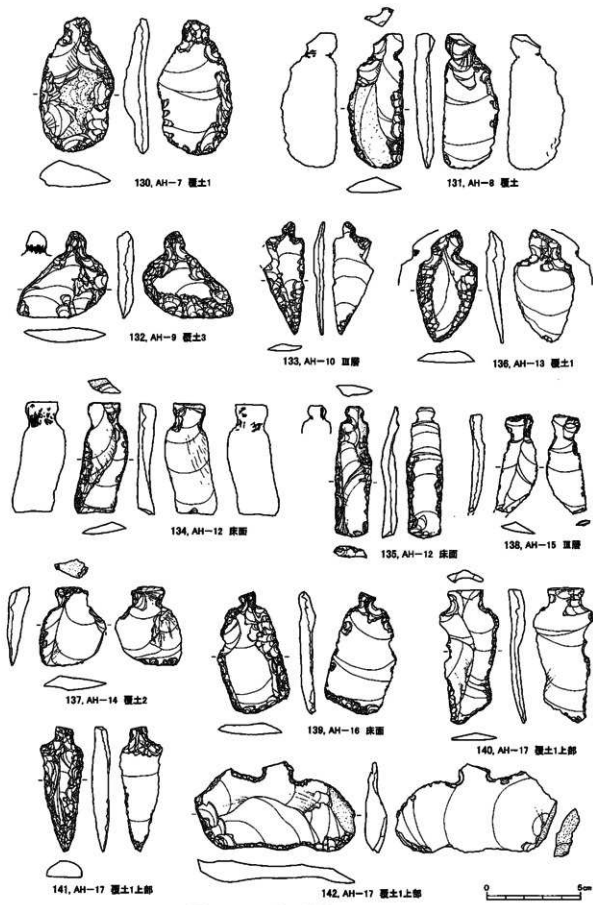 130, AH-7 覆土1
131, AH-8 覆土
132, AH-9 覆土3
133, AH-10 Ⅲ層
136, AH-13 覆土1
134, AH-12 床面
135, AH-12 床面
138, AH-15 Ⅲ層
137, AH-14 覆土2
139, AH-16 床面
140, AH-17 覆土1上部
141, AH-17 覆土1上部
142, AH-17 覆土1上部
0 5cm